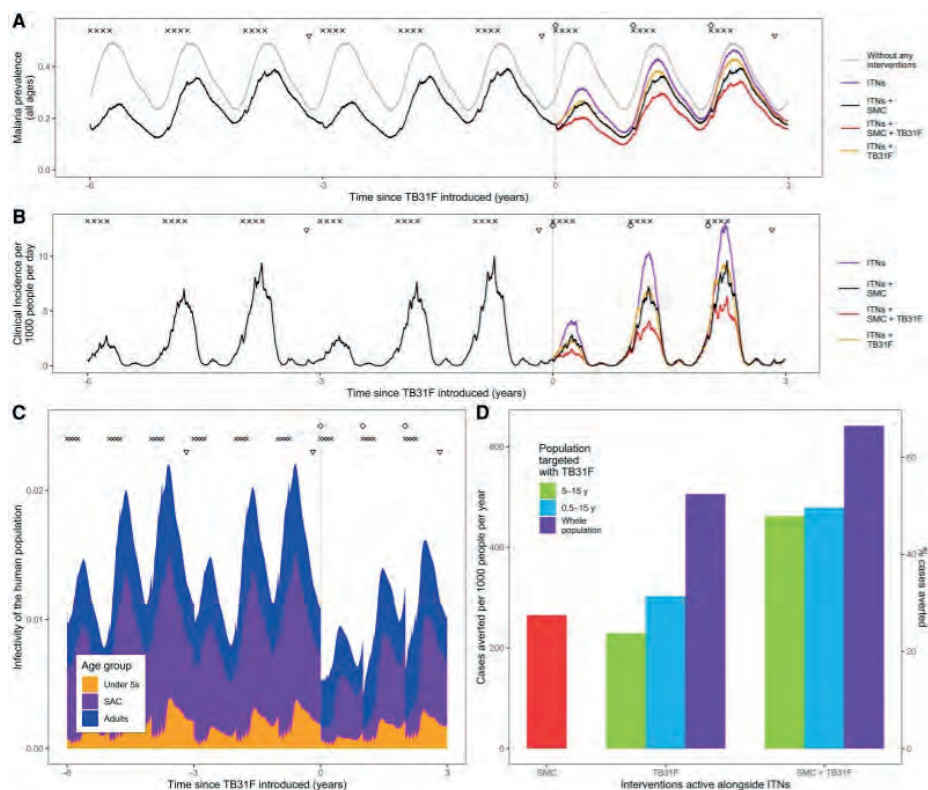 A
Malaria prevalence
(all ages)
0.4
0.2
0.0
-6
-3
0
3
Time since TB31F introduced (years)
Without any
interventions
ITNs
ITNs +
SMC
ITNs +
SMC + TB31F
ITNs +
TB31F
B
Clinical Incidence per
1000 people per day
10
5
0
-6
-3
0
3
Time since TB31F introduced (years)
ITNs
ITNs +
SMC
ITNs +
SMC + TB31F
ITNs +
TB31F
C
Infectivity of the human population
0.02
0.01
0.00
Age group
Under 5s
SAC
Adults
-6
-3
0
3
Time since TB31F introduced (years)
D
Cases averted per 1000 people per year
600
400
200
0
Population
targeted
with TB31F
5–15 y
0.5–15 y
Whole
population
60
40
20
0
% cases averted
SMC
TB31F
SMC + TB31F
Interventions active alongside ITNs